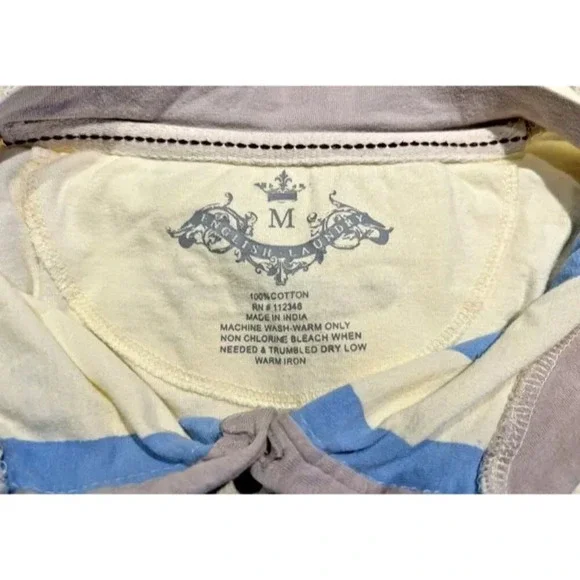 M
ENGLISH LAUNDRY
100%COTTON
RN # 112346
MADE IN INDIA
MACHINE WASH-WARM ONLY
NON CHLORINE BLEACH WHEN
NEEDED & TRUMBLED DRY LOW
WARM IRON